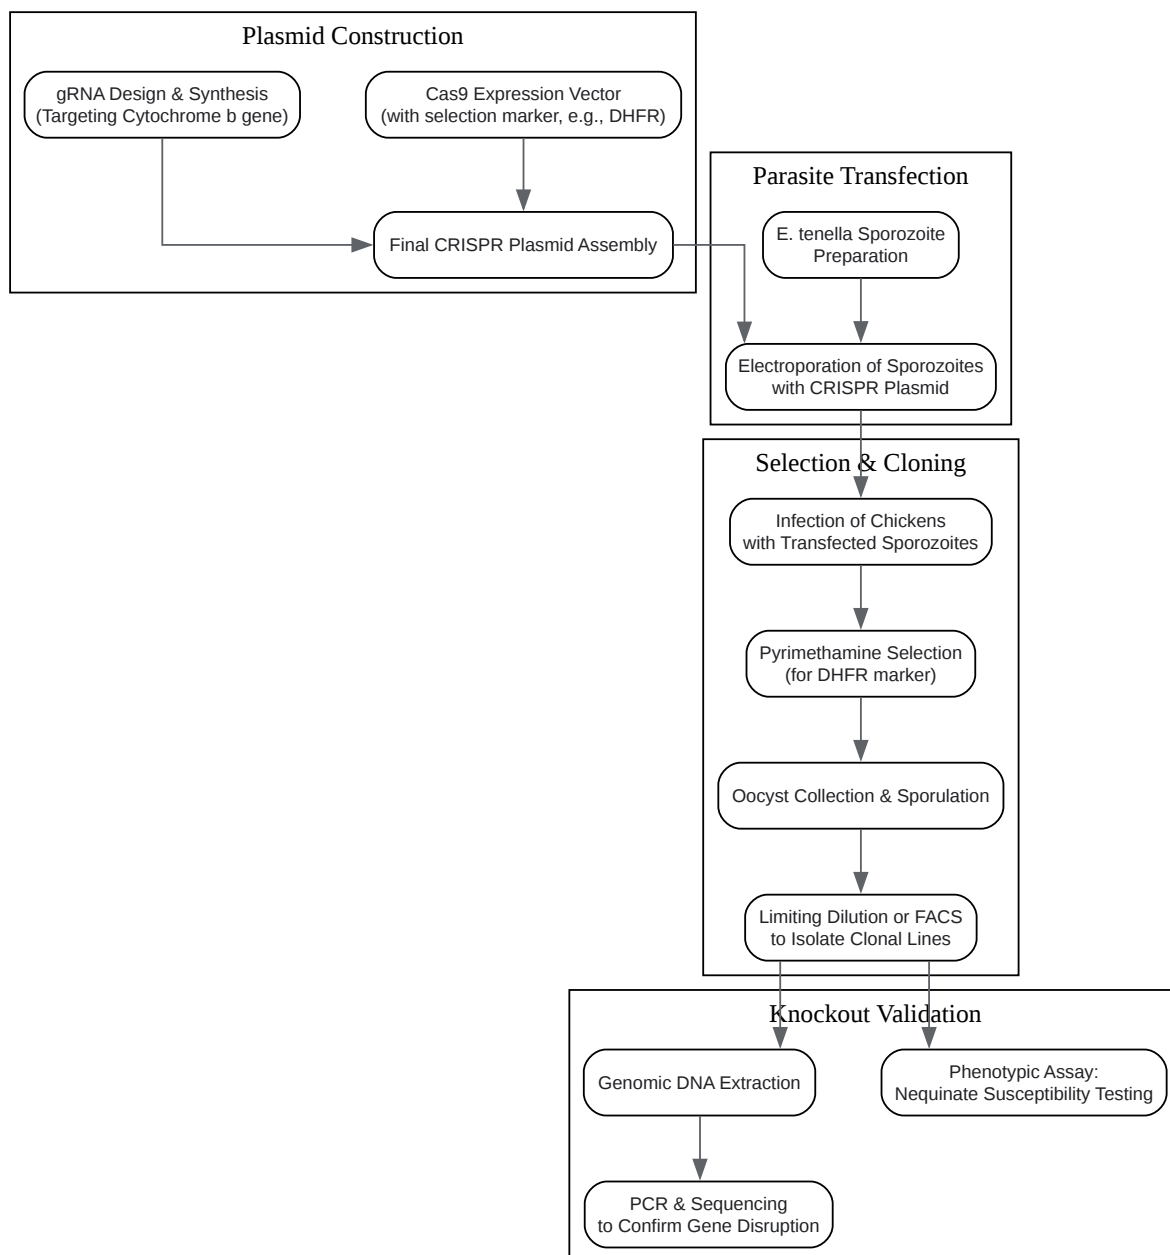 Plasmid Construction
gRNA Design & Synthesis
(Targeting Cytochrome b gene)
Cas9 Expression Vector
(with selection marker, e.g., DHFR)
Final CRISPR Plasmid Assembly
Parasite Transfection
E. tenella Sporozoite
Preparation
Electroporation of Sporozoites
with CRISPR Plasmid
Selection & Cloning
Infection of Chickens
with Transfected Sporozoites
Pyrimethamine Selection
(for DHFR marker)
Oocyst Collection & Sporulation
Limiting Dilution or FACS
to Isolate Clonal Lines
Knockout Validation
Genomic DNA Extraction
Phenotypic Assay:
Nequinate Susceptibility Testing
PCR & Sequencing
to Confirm Gene Disruption